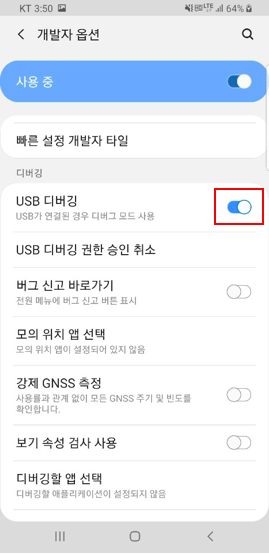 KT 3:50
LTE 64%
개발자 옵션
사용 중
빠른 설정 개발자 타일
디버깅
USB 디버깅
USB가 연결된 경우 디버그 모드 사용
USB 디버깅 권한 승인 취소
버그 신고 바로가기
전원 메뉴에 버그 신고 버튼 표시
모의 위치 앱 선택
모의 위치 앱이 설정되어 있지 않음
강제 GNSS 측정
사용률과 관계 없이 모든 GNSS 주기 및 빈도를
확인합니다.
보기 속성 검사 사용
디버깅할 앱 선택
디버깅할 애플리케이션이 설정되지 않음